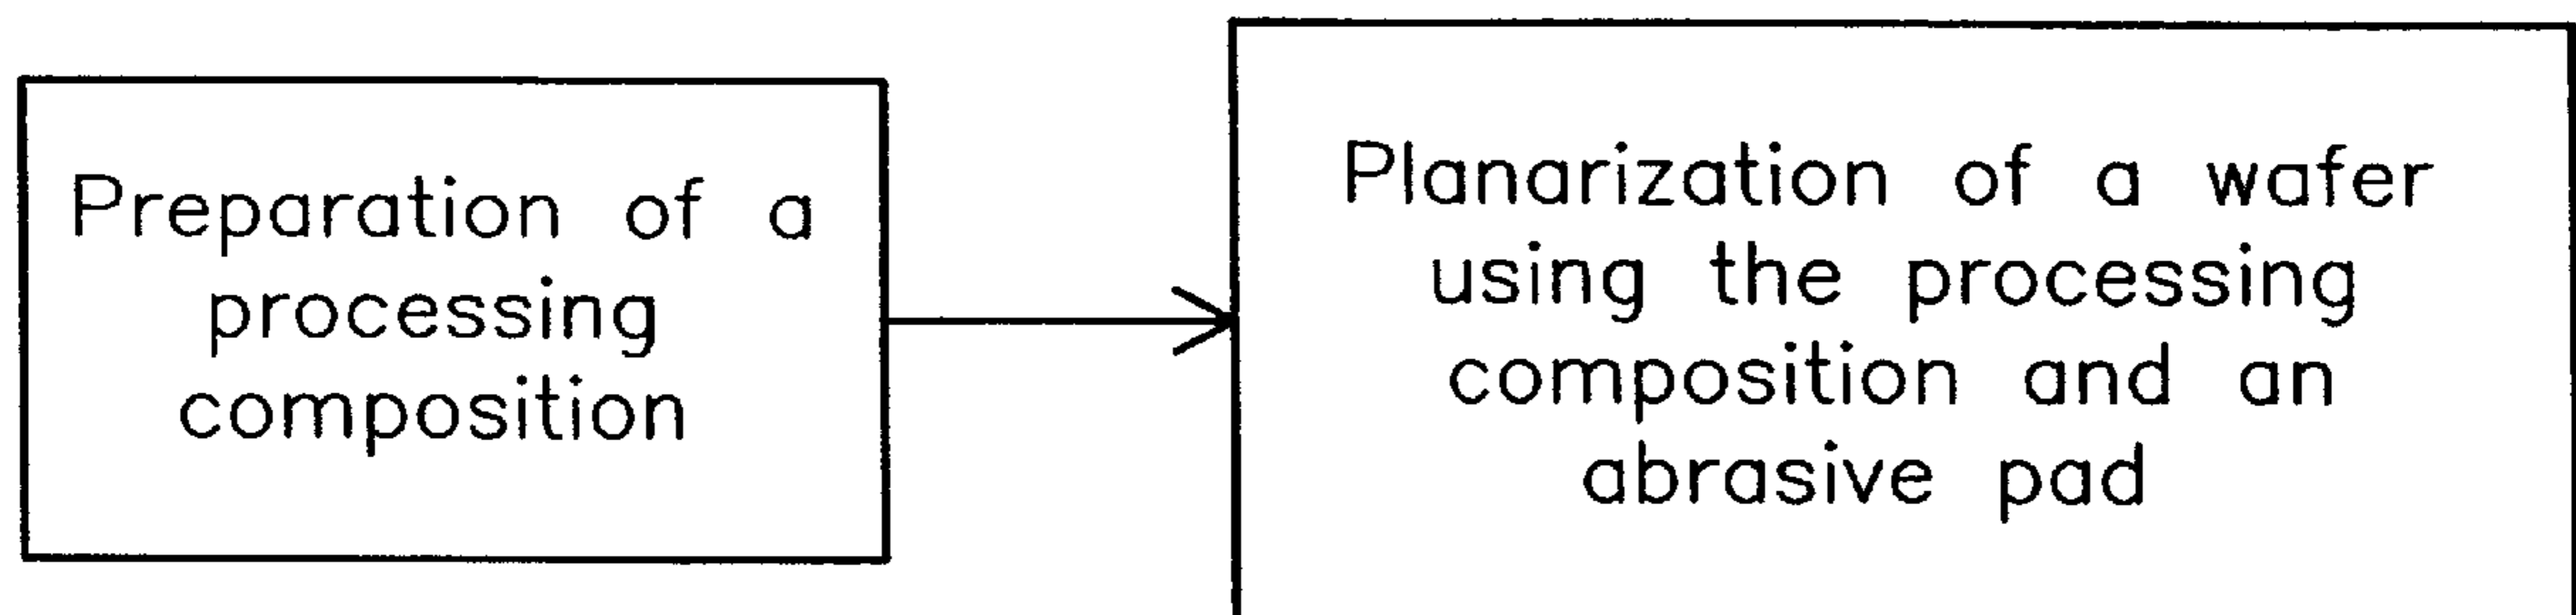 Preparation of a
processing
composition
Planarization of a wafer
using the processing
composition and an
abrasive pad